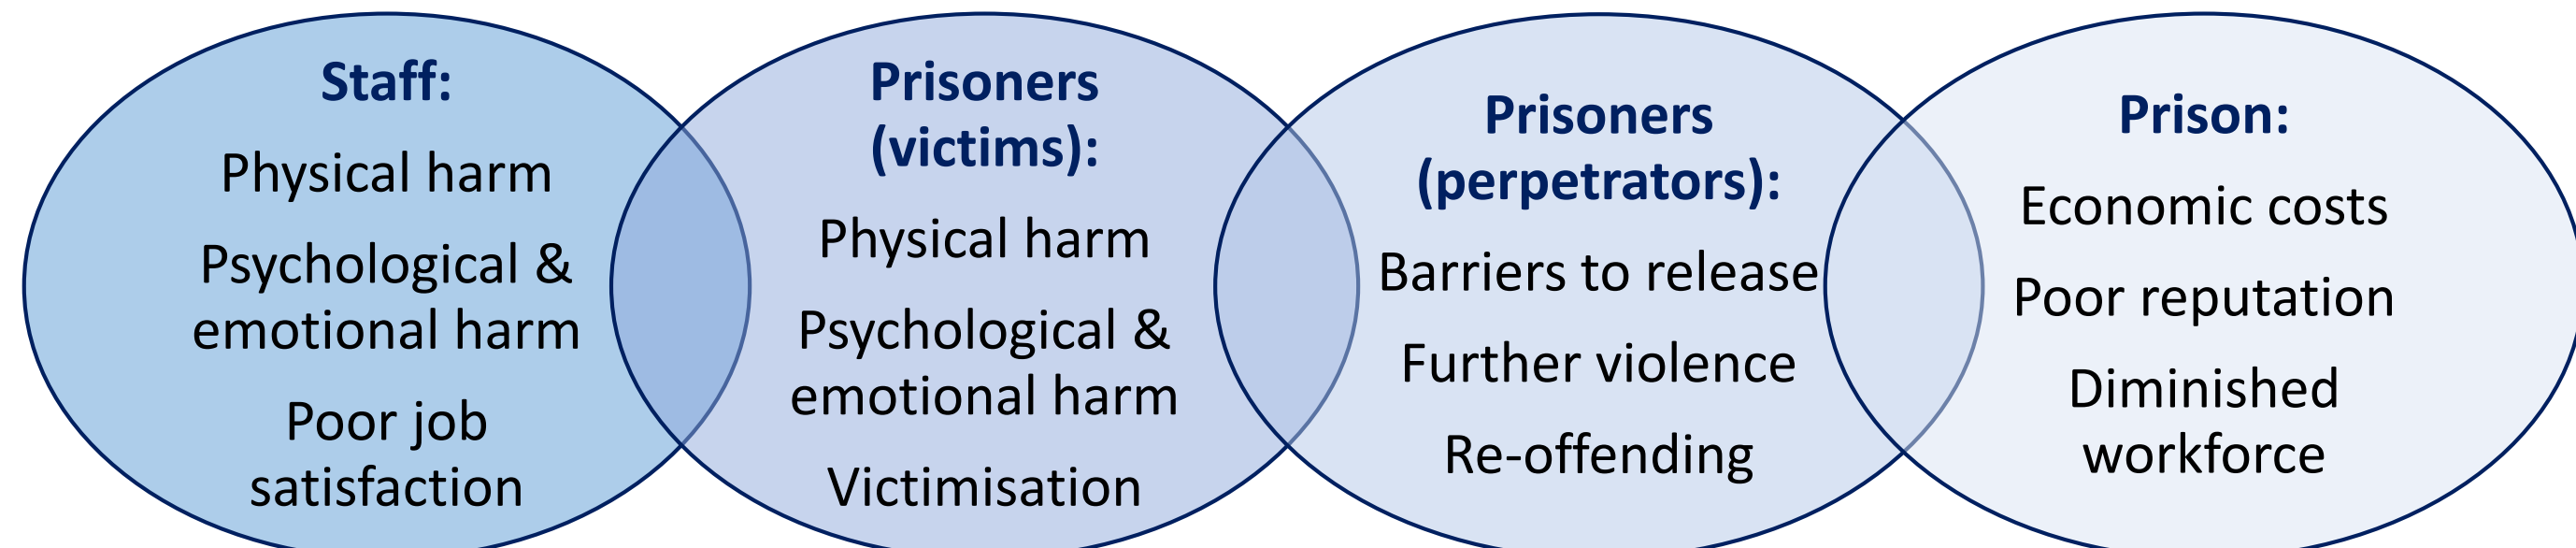 Staff:
Physical harm
Psychological &
emotional harm
Poor job
satisfaction
Prisoners
(victims):
Physical harm
Psychological &
emotional harm
Victimisation
Prisoners
(perpetrators):
Barriers to release
Further violence
Re-offending
Prison:
Economic costs
Poor reputation
Diminished
workforce